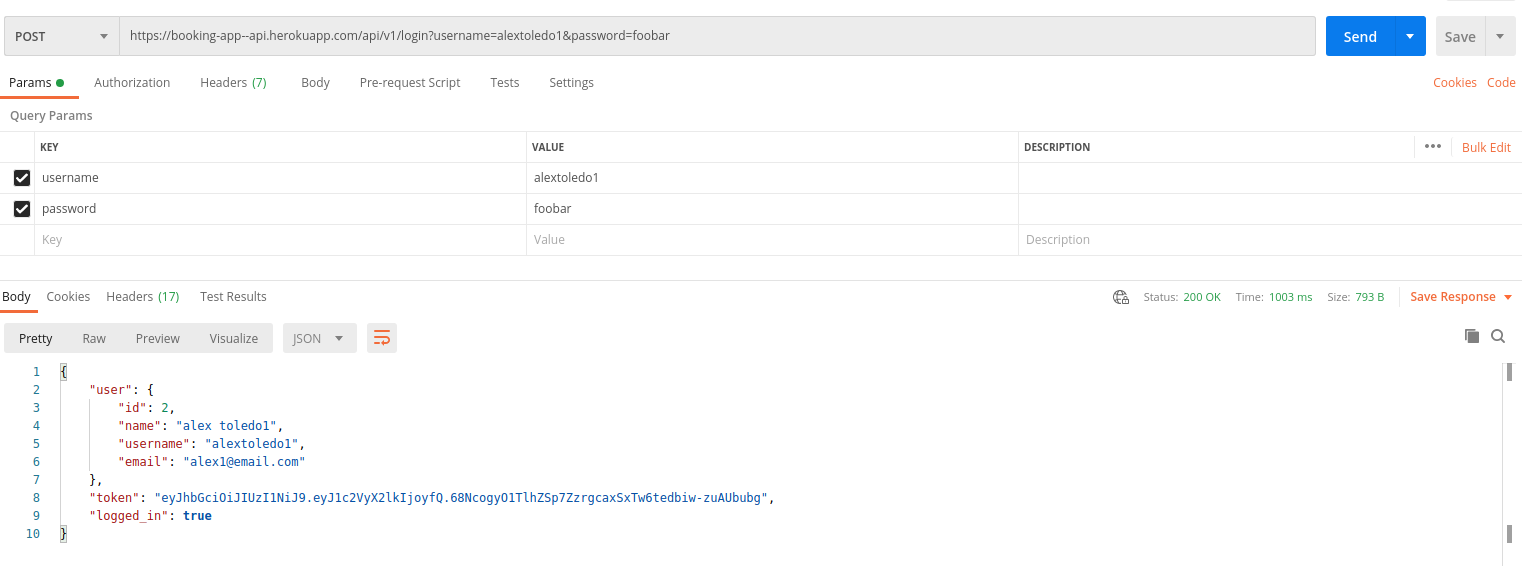 POST https://booking-app--api.herokuapp.com/api/v1/login?username=alextoledo1&password=foobar Send Save
Params Authorization Headers (7) Body Pre-request Script Tests Settings Cookies Code
Query Params
KEY VALUE DESCRIPTION ••• Bulk Edit
username alextoledo1
password foobar
Key Value Description
Body Cookies Headers (17) Test Results Status: 200 OK Time: 1003 ms Size: 793 B Save Response
Pretty Raw Preview Visualize JSON
1 {
2 "user": {
3 "id": 2,
4 "name": "alex toledo1",
5 "username": "alextoledo1",
6 "email": "alex1@email.com"
7 },
8 "token": "eyJhbGciOiJIUzI1NiJ9.eyJ1c2VyX2lkIjoyfQ.68NcogyO1TlhZSp7ZzrgcaxSxTw6tedbiw-zuAUbubg",
9 "logged_in": true
10 }